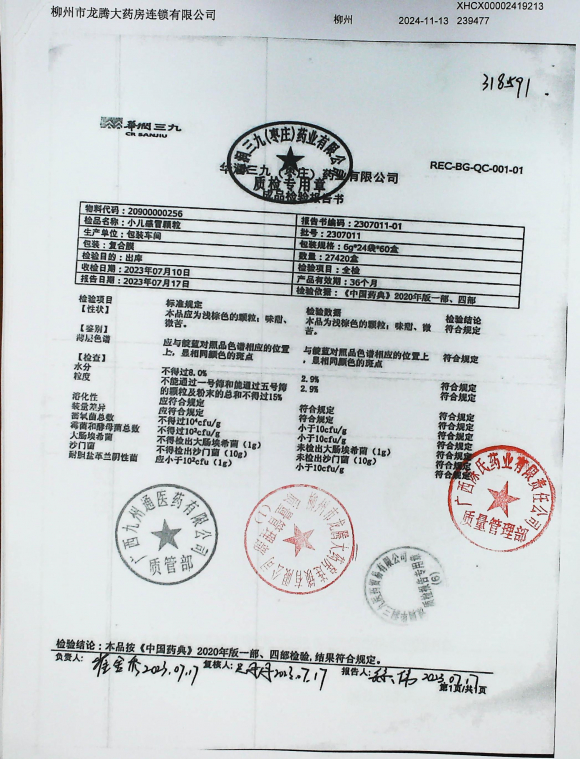 XHCX00002419213
柳州市龙腾大药房连锁有限公司 柳州 2024-11-13 239477
318591
華潤三九
CR SANJIU
REC-BG-QC-001-01
华润三九（枣庄）药业有限公司
质检专用章
成品检验报告书
物料代码：20900000256
检品名称：小儿感冒颗粒 报告书编码：2307011-01
生产单位：包装车间 批号：2307011
包装：复合膜 包装规格：6g*24袋*60盒
检验目的：出库 数量：27420盒
收检日期：2023年07月10日 检验项目：全检
报告日期：2023年07月17日 产品有效期：36个月
检验依据：《中国药典》2020年版一部、四部
检验项目 标准规定 检验数据 检验结论
【性状】 本品应为浅棕色的颗粒；味甜、微苦。 本品为浅棕色的颗粒；味甜、微苦。 符合规定
【鉴别】
薄层色谱 应与靛蓝对照品色谱相应的位置上，显相同颜色的斑点 与靛蓝对照品色谱相应的位置上，显相同颜色的斑点 符合规定
【检查】
水分 不得过8.0% 2.9% 符合规定
粒度 不能通过一号筛和能通过五号筛的颗粒及粉末的总和不得过15% 2.9% 符合规定
溶化性 应符合规定 符合规定 符合规定
装量差异 应符合规定 符合规定 符合规定
需氧菌总数 不得过10⁴cfu/g 小于10cfu/g 符合规定
霉菌和酵母菌总数 不得过10²cfu/g 小于10cfu/g 符合规定
大肠埃希菌 不得检出大肠埃希菌（1g） 未检出大肠埃希菌（1g） 符合规定
沙门菌 不得检出沙门菌（10g） 未检出沙门菌（10g） 符合规定
耐胆盐革兰阴性菌 应小于10²cfu（1g） 小于10cfu/g 符合规定
广西九州通医药有限公司
质管部
柳州市龙腾大药房连锁有限公司
质量管理部
(1)
质检报告专用章
(6)
药业有限责任公司
质量管理部
检验结论：本品按《中国药典》2020年版一部、四部检验，结果符合规定。
负责人： 2023.07.17 复核人： 2023.07.17 报告人： 2023.07.17
第1页/共1页